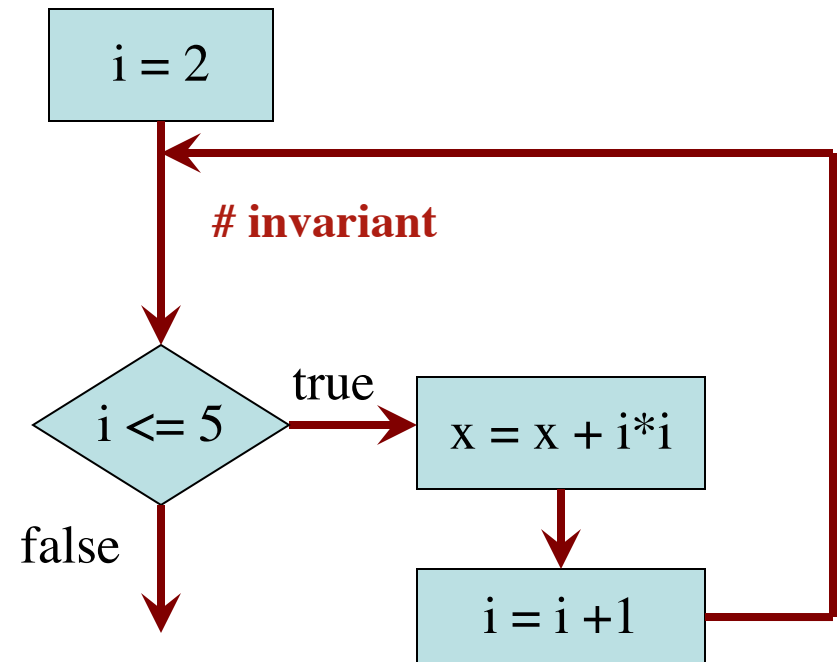 i = 2
# invariant
i <= 5
true
x = x + i*i
false
i = i +1